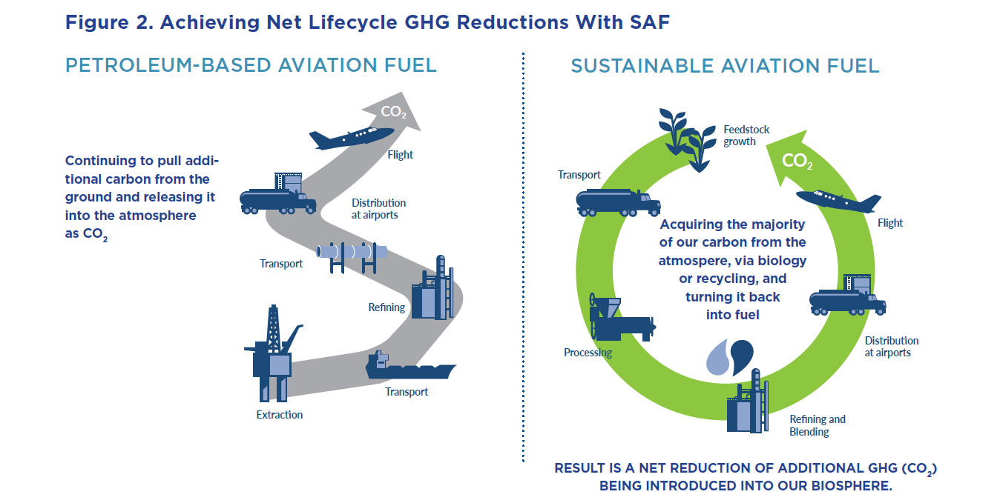 Figure 2. Achieving Net Lifecycle GHG Reductions With SAF
PETROLEUM-BASED AVIATION FUEL
CO₂
Flight
Continuing to pull addi-
tional carbon from the
ground and releasing it
into the atmosphere
as CO₂
Distribution
at airports
Transport
Refining
Transport
Extraction
SUSTAINABLE AVIATION FUEL
Feedstock
growth
CO₂
Transport
Flight
Acquiring the majority
of our carbon from the
atmospere, via biology
or recycling, and
turning it back
into fuel
Processing
Distribution
at airports
Refining and
Blending
RESULT IS A NET REDUCTION OF ADDITIONAL GHG (CO₂)
BEING INTRODUCED INTO OUR BIOSPHERE.